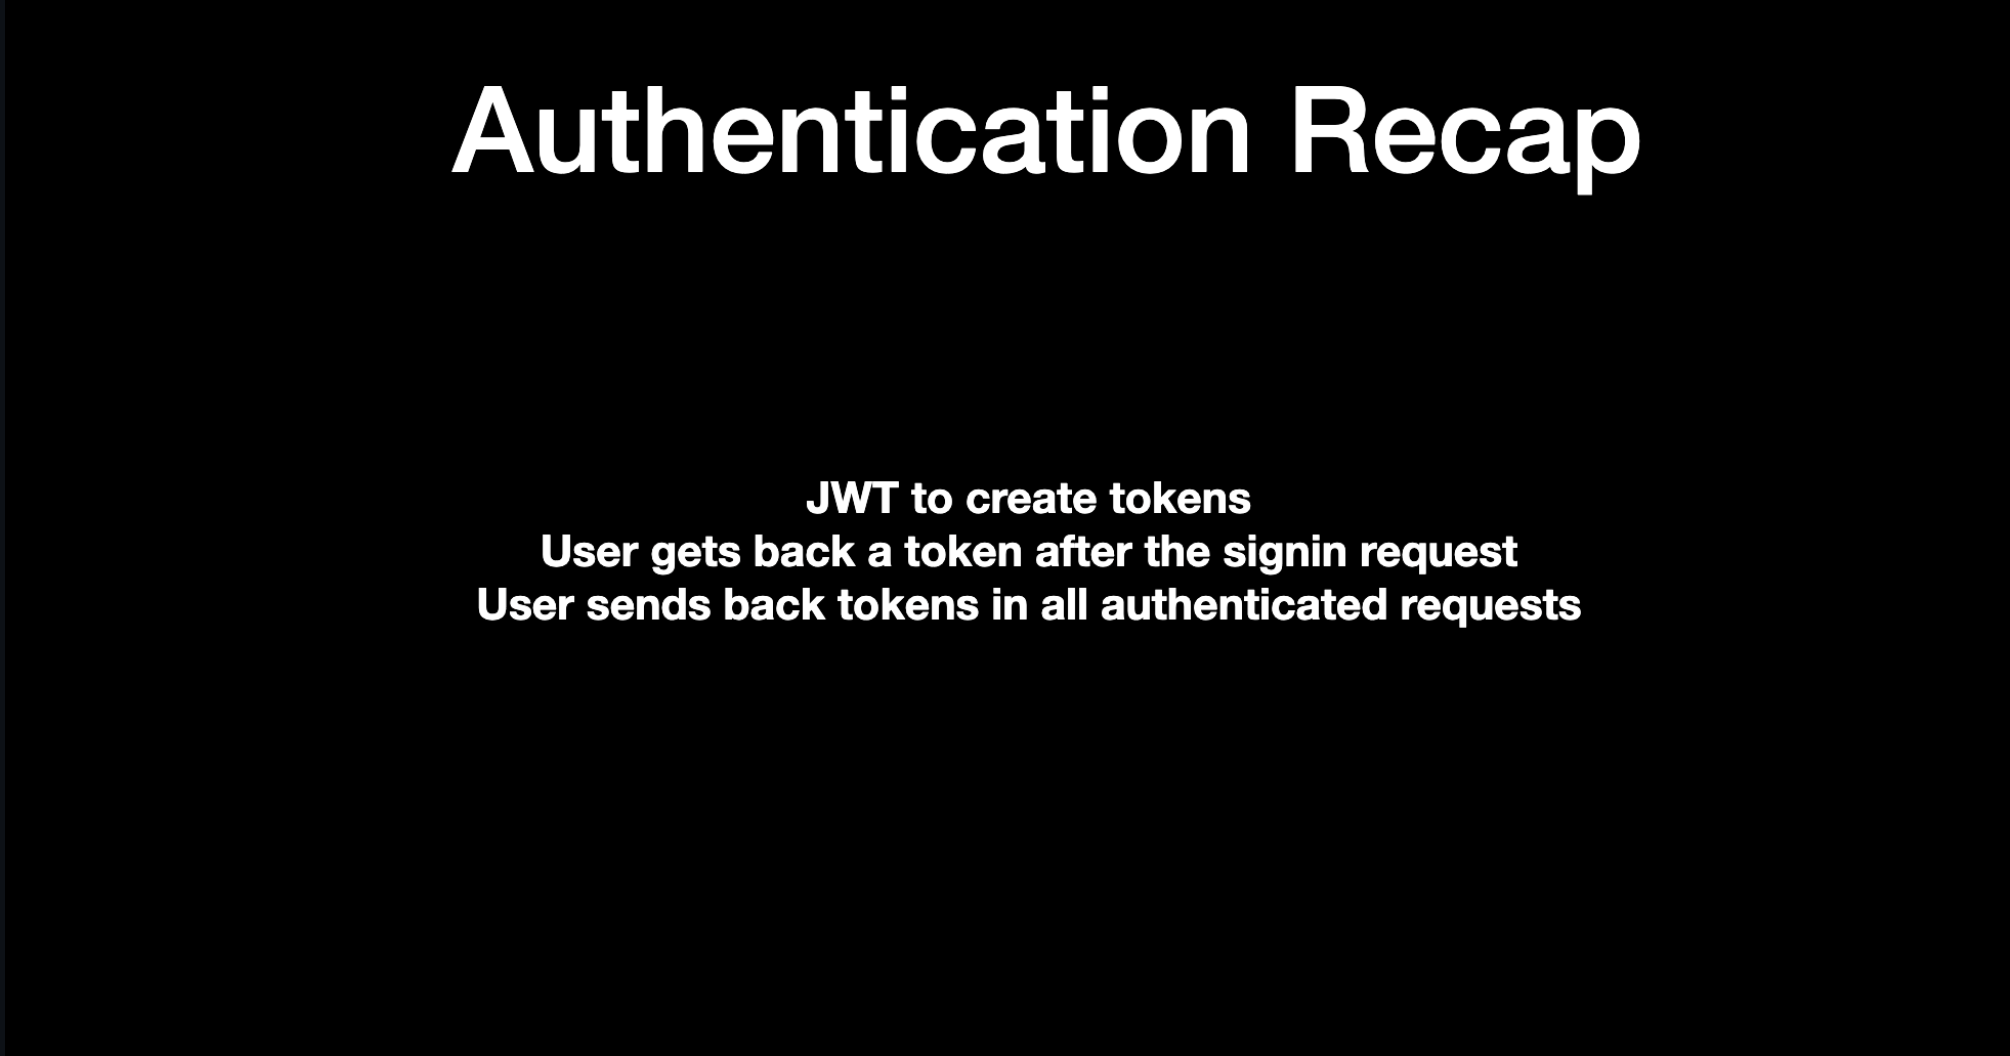 Authentication Recap
JWT to create tokens
User gets back a token after the signin request
User sends back tokens in all authenticated requests